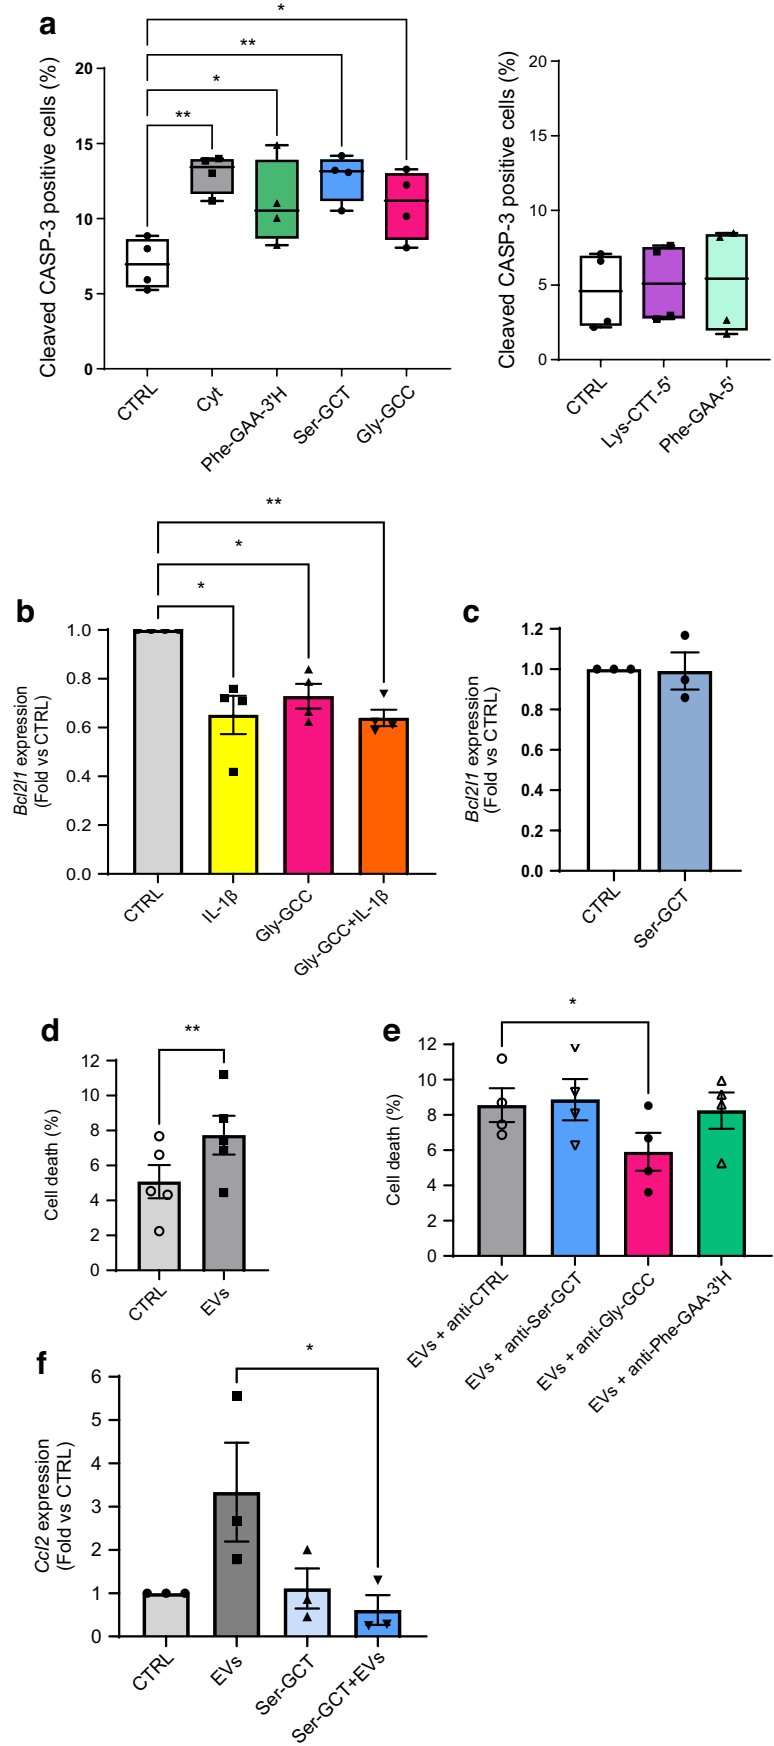 a
Cleaved CASP-3 positive cells (%)
20
15
10
5
0
*
**
*
**
CTRL
Cyt
Phe-GAA-3'H
Ser-GCT
Gly-GCC
Cleaved CASP-3 positive cells (%)
20
15
10
5
0
CTRL
Lys-CTT-5'
Phe-GAA-5'
b
Bcl2l1 expression
(Fold vs CTRL)
1.0
0.8
0.6
0.4
0.2
0.0
**
*
*
CTRL
IL-1β
Gly-GCC
Gly-GCC+IL-1β
c
Bcl2l1 expression
(Fold vs CTRL)
1.2
1.0
0.8
0.6
0.4
0.2
0.0
CTRL
Ser-GCT
d
Cell death (%)
12
10
8
6
4
2
0
**
CTRL
EVs
e
Cell death (%)
12
10
8
6
4
2
0
*
EVs + anti-CTRL
EVs + anti-Ser-GCT
EVs + anti-Gly-GCC
EVs + anti-Phe-GAA-3'H
f
Ccl2 expression
(Fold vs CTRL)
6
5
4
3
2
1
0
*
CTRL
EVs
Ser-GCT
Ser-GCT+EVs